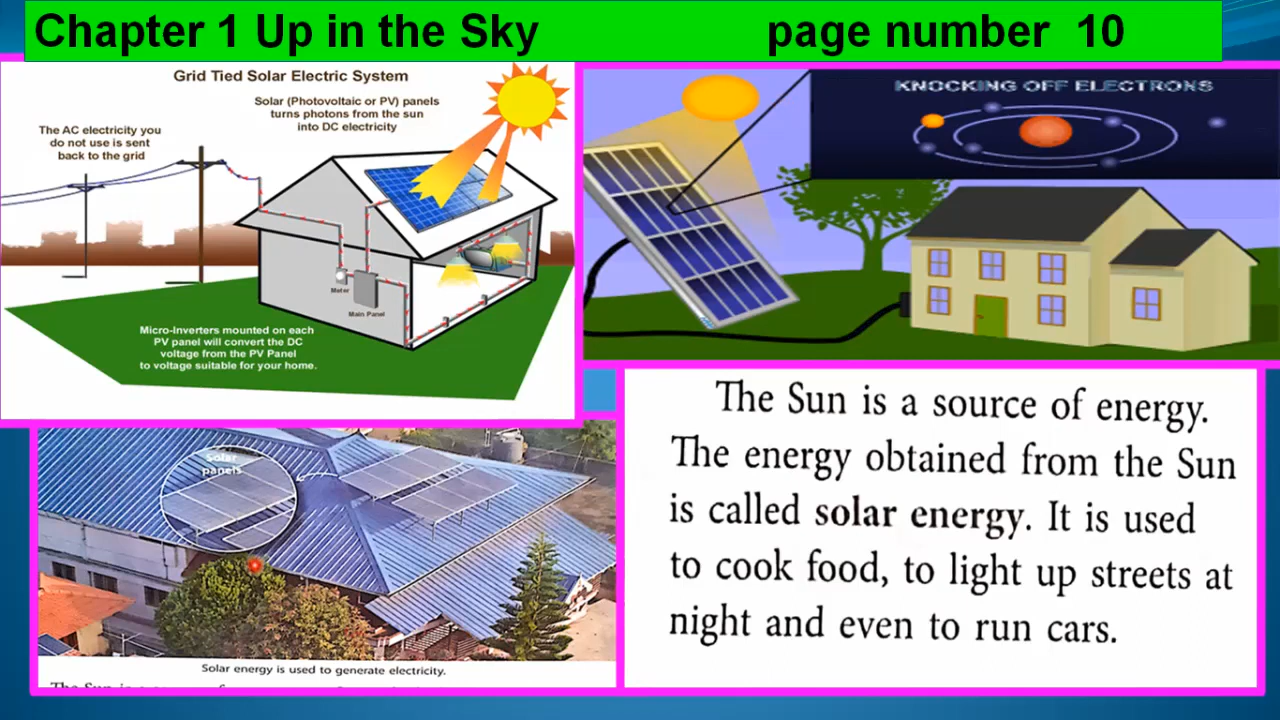 Chapter 1 Up in the Sky page number 10
Grid Tied Solar Electric System
Solar (Photovoltaic or PV) panels
turns photons from the sun
into DC electricity
The AC electricity you
do not use is sent
back to the grid
Meter
Main Panel
Micro-Inverters mounted on each
PV panel will convert the DC
voltage from the PV Panel
to voltage suitable for your home.
KNOCKING OFF ELECTRONS
Solar
panels
Solar energy is used to generate electricity.
The Sun is a source of energy.
The energy obtained from the Sun
is called solar energy. It is used
to cook food, to light up streets at
night and even to run cars.